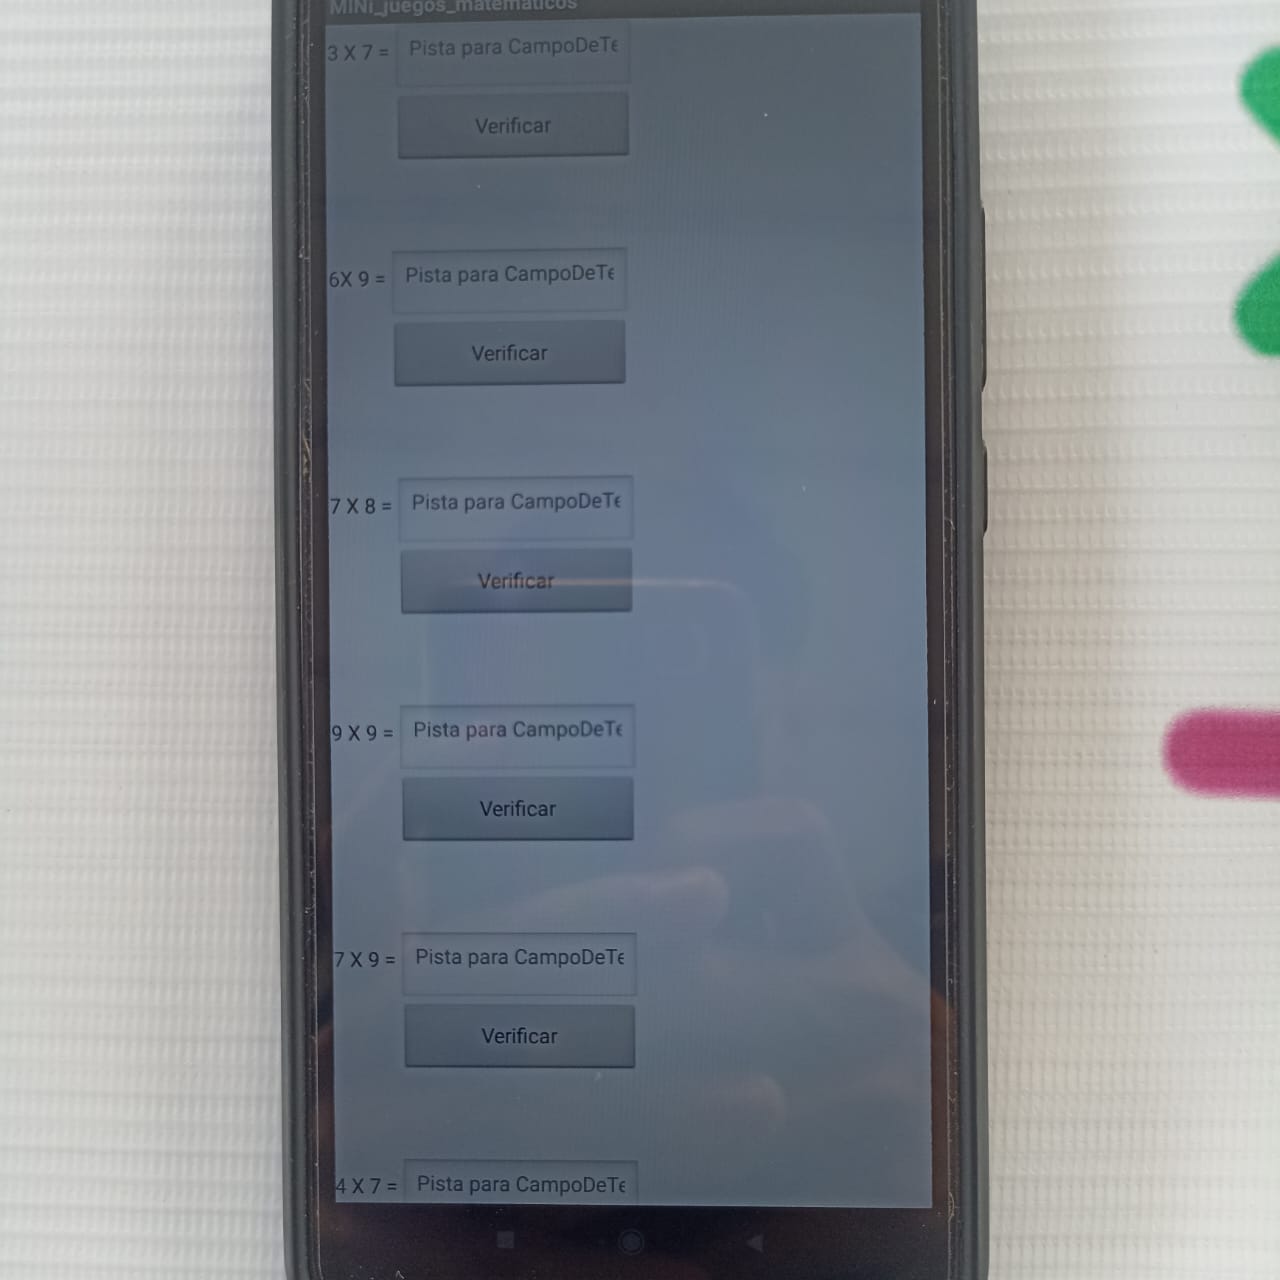 MINi_juegos_matematicos
3 X 7 = Pista para CampoDeTe
Verificar
6X 9 = Pista para CampoDeTe
Verificar
7 X 8 = Pista para CampoDeTe
Verificar
9 X 9 = Pista para CampoDeTe
Verificar
7 X 9 = Pista para CampoDeTe
Verificar
4 X 7 = Pista para CampoDeTe